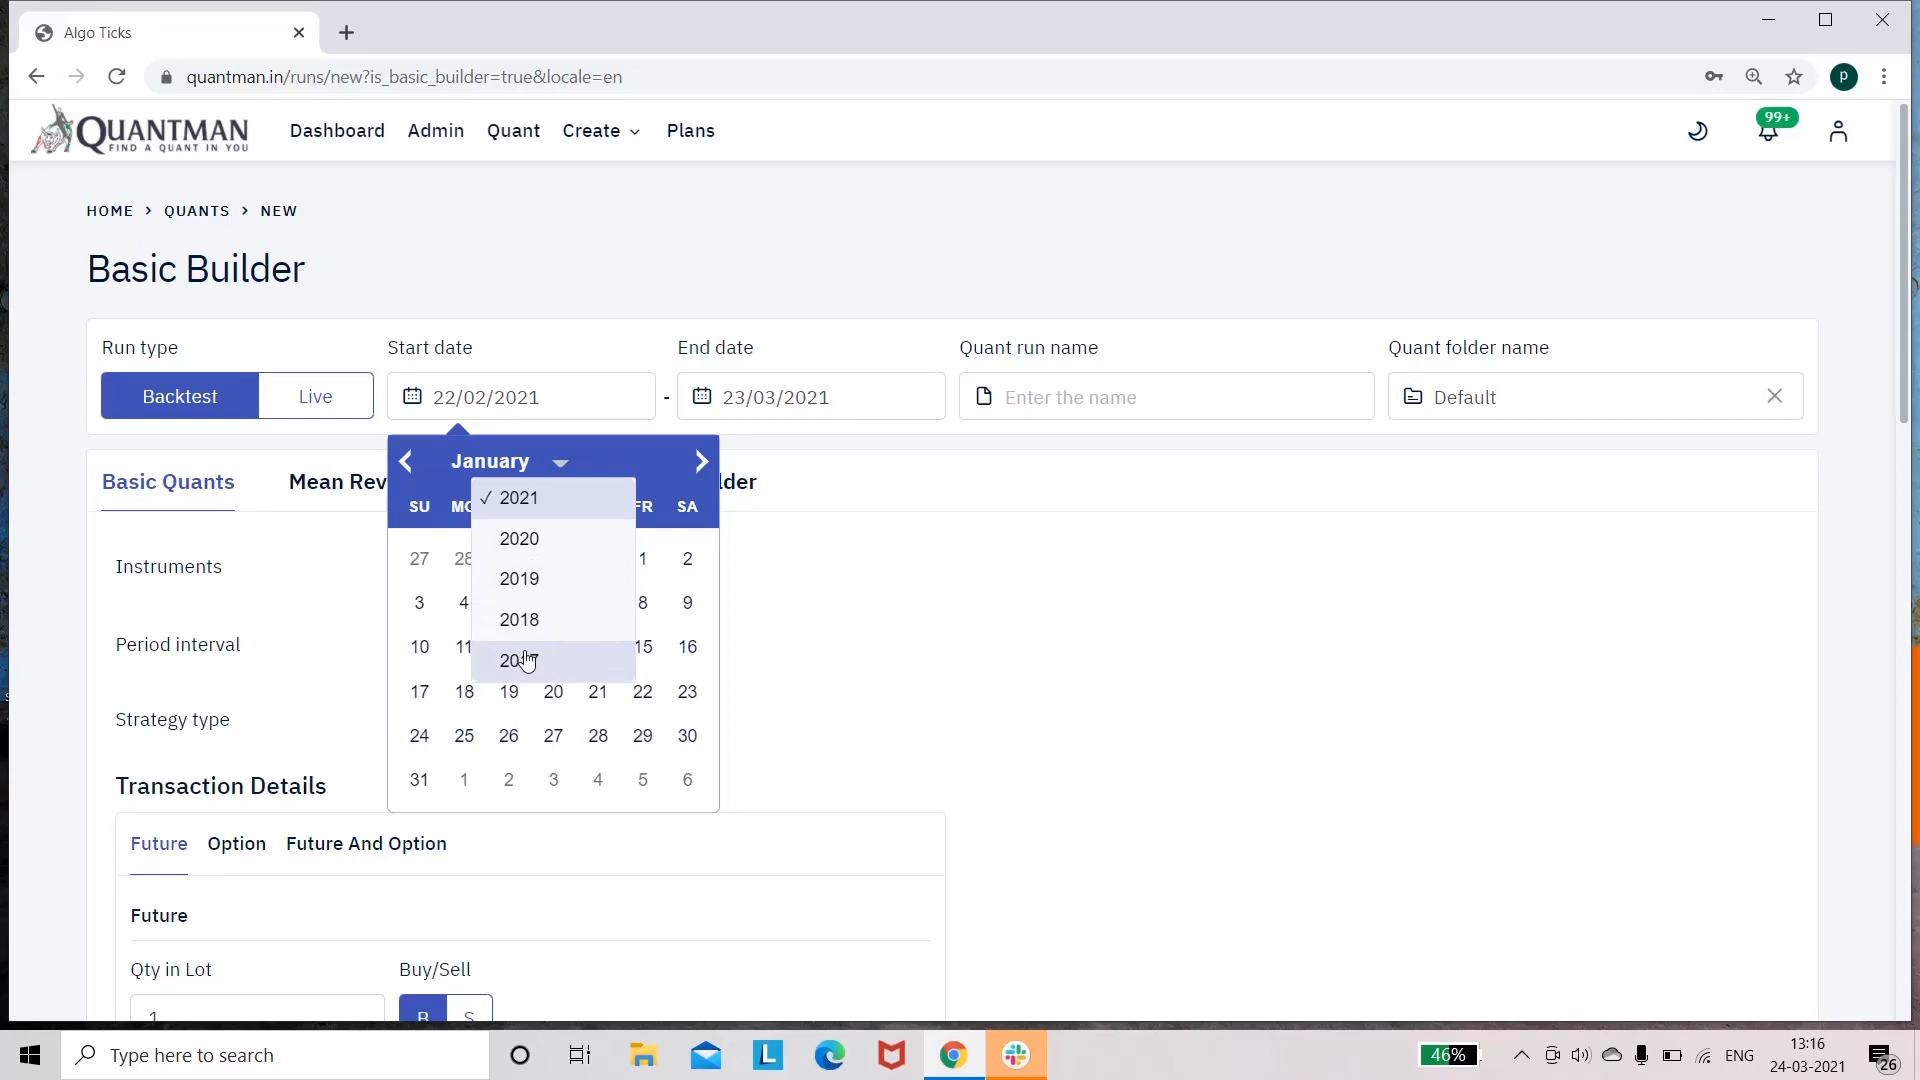 Algo Ticks
quantman.in/runs/new?is_basic_builder=true&locale=en
P
QUANTMAN
FIND A QUANT IN YOU
Dashboard Admin Quant Create Plans
99+
HOME > QUANTS > NEW
Basic Builder
Run type Start date End date Quant run name Quant folder name
Backtest Live 22/02/2021 - 23/03/2021 Enter the name Default
January
Basic Quants Mean Rev lder
SU MO FR SA
✓ 2021
2020
2019
2018
27 28 1 2
3 4 8 9
10 11 15 16
17 18 19 20 21 22 23
24 25 26 27 28 29 30
31 1 2 3 4 5 6
Instruments
Period interval
Strategy type
Transaction Details
Future Option Future And Option
Future
Qty in Lot Buy/Sell
1 B S
Type here to search
L
46%
ENG
13:16
24-03-2021
26